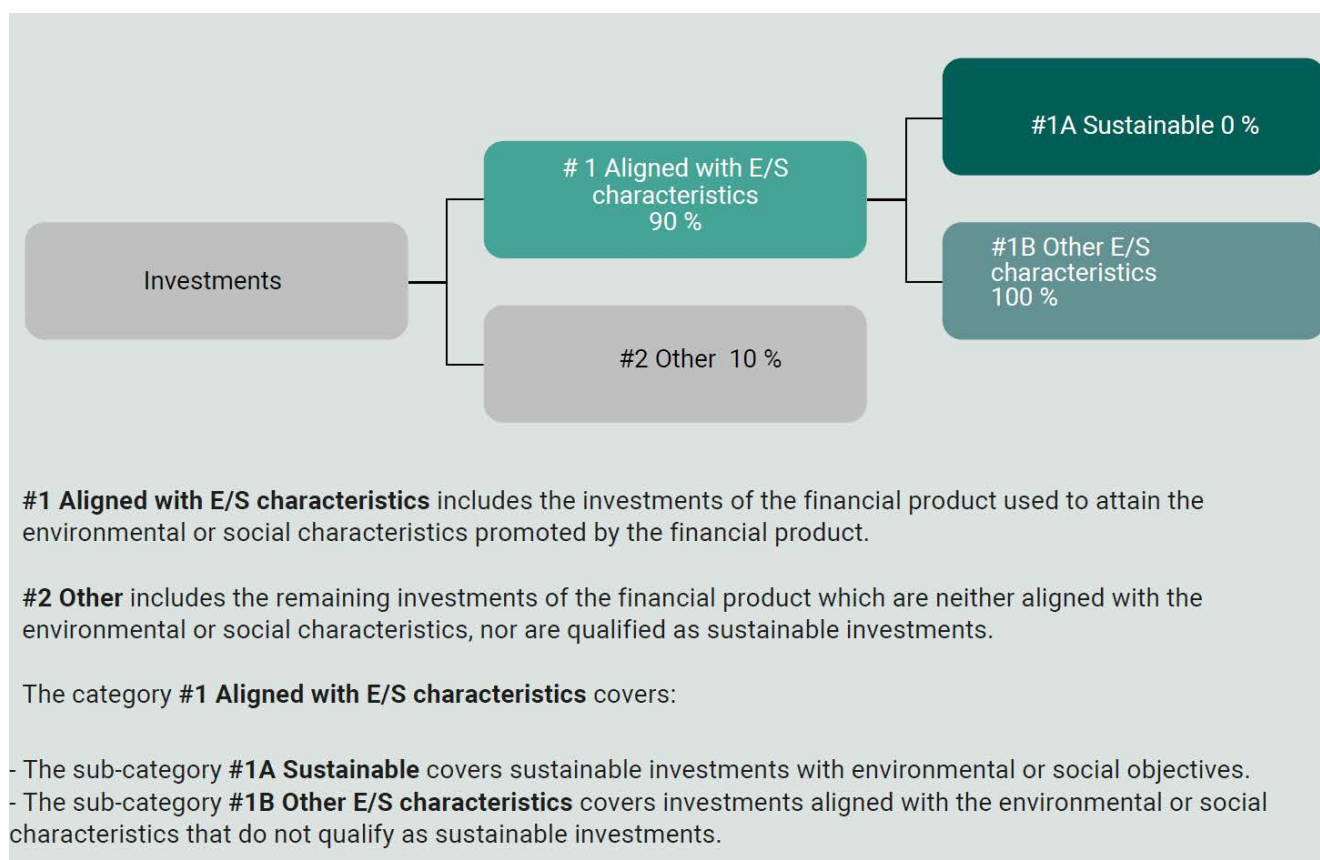 #1A Sustainable 0 %
# 1 Aligned with E/S
characteristics
90 %
Investments
#1B Other E/S
characteristics
100 %
#2 Other 10 %
#1 Aligned with E/S characteristics includes the investments of the financial product used to attain the
environmental or social characteristics promoted by the financial product.
#2 Other includes the remaining investments of the financial product which are neither aligned with the
environmental or social characteristics, nor are qualified as sustainable investments.
The category #1 Aligned with E/S characteristics covers:
- The sub-category #1A Sustainable covers sustainable investments with environmental or social objectives.
- The sub-category #1B Other E/S characteristics covers investments aligned with the environmental or social
characteristics that do not qualify as sustainable investments.